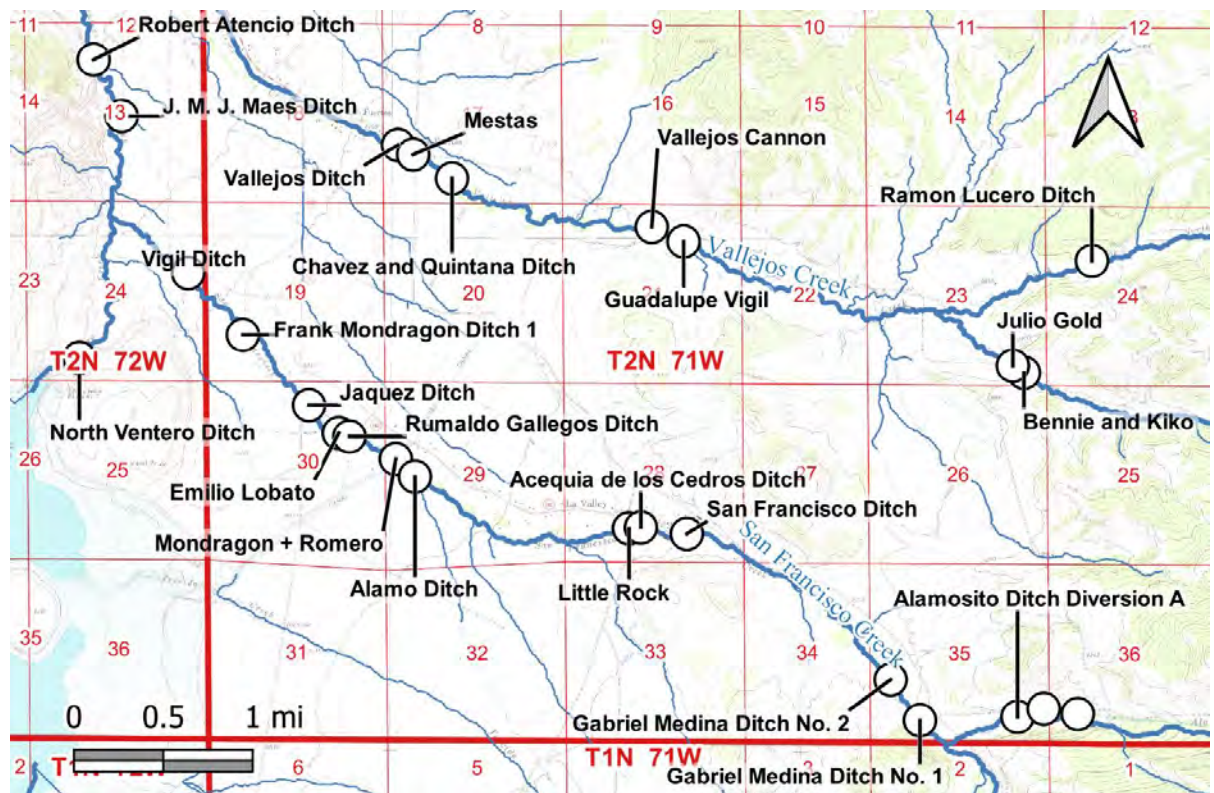 11
12
8
9
10
11
12
Robert Atencio Ditch
14
13
J. M. J. Maes Ditch
17
16
15
14
Mestas
Vallejos Cannon
Vallejos Ditch
Ramon Lucero Ditch
Vigil Ditch
Chavez and Quintana Ditch
Vallejos Creek
23
24
19
20
Guadalupe Vigil
22
23
24
Julio Gold
Frank Mondragon Ditch 1
T2N 72W
T2N 71W
Jaquez Ditch
Bennie and Kiko
North Ventero Ditch
Rumaldo Gallegos Ditch
26
25
30
29
28
27
26
25
Acequia de los Cedros Ditch
Emilio Lobato
La Valley
San Francisco Ditch
Mondragon + Romero
San Francisco Creek
Alamo Ditch
Little Rock
Alamosito Ditch Diversion A
35
36
31
32
33
34
35
36
0 0.5 1 mi
Gabriel Medina Ditch No. 2
T1N 71W
2
6
5
Gabriel Medina Ditch No. 1
2
1